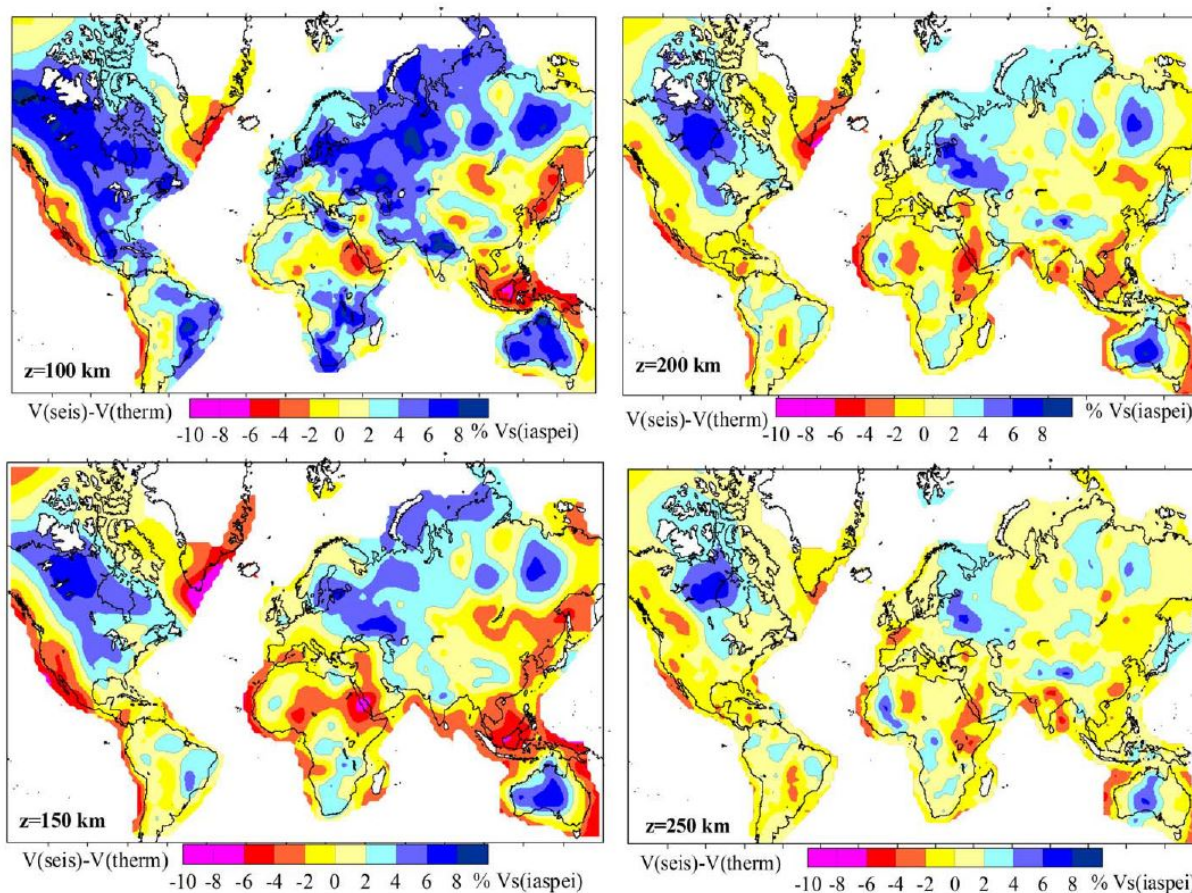 z=100 km
V(seis)-V(therm)
-10 -8 -6 -4 -2 0 2 4 6 8 % Vs(iaspei)
z=200 km
V(seis)-V(therm)
-10 -8 -6 -4 -2 0 2 4 6 8 % Vs(iaspei)
z=150 km
V(seis)-V(therm)
-10 -8 -6 -4 -2 0 2 4 6 8 % Vs(iaspei)
z=250 km
V(seis)-V(therm)
-10 -8 -6 -4 -2 0 2 4 6 8 % Vs(iaspei)